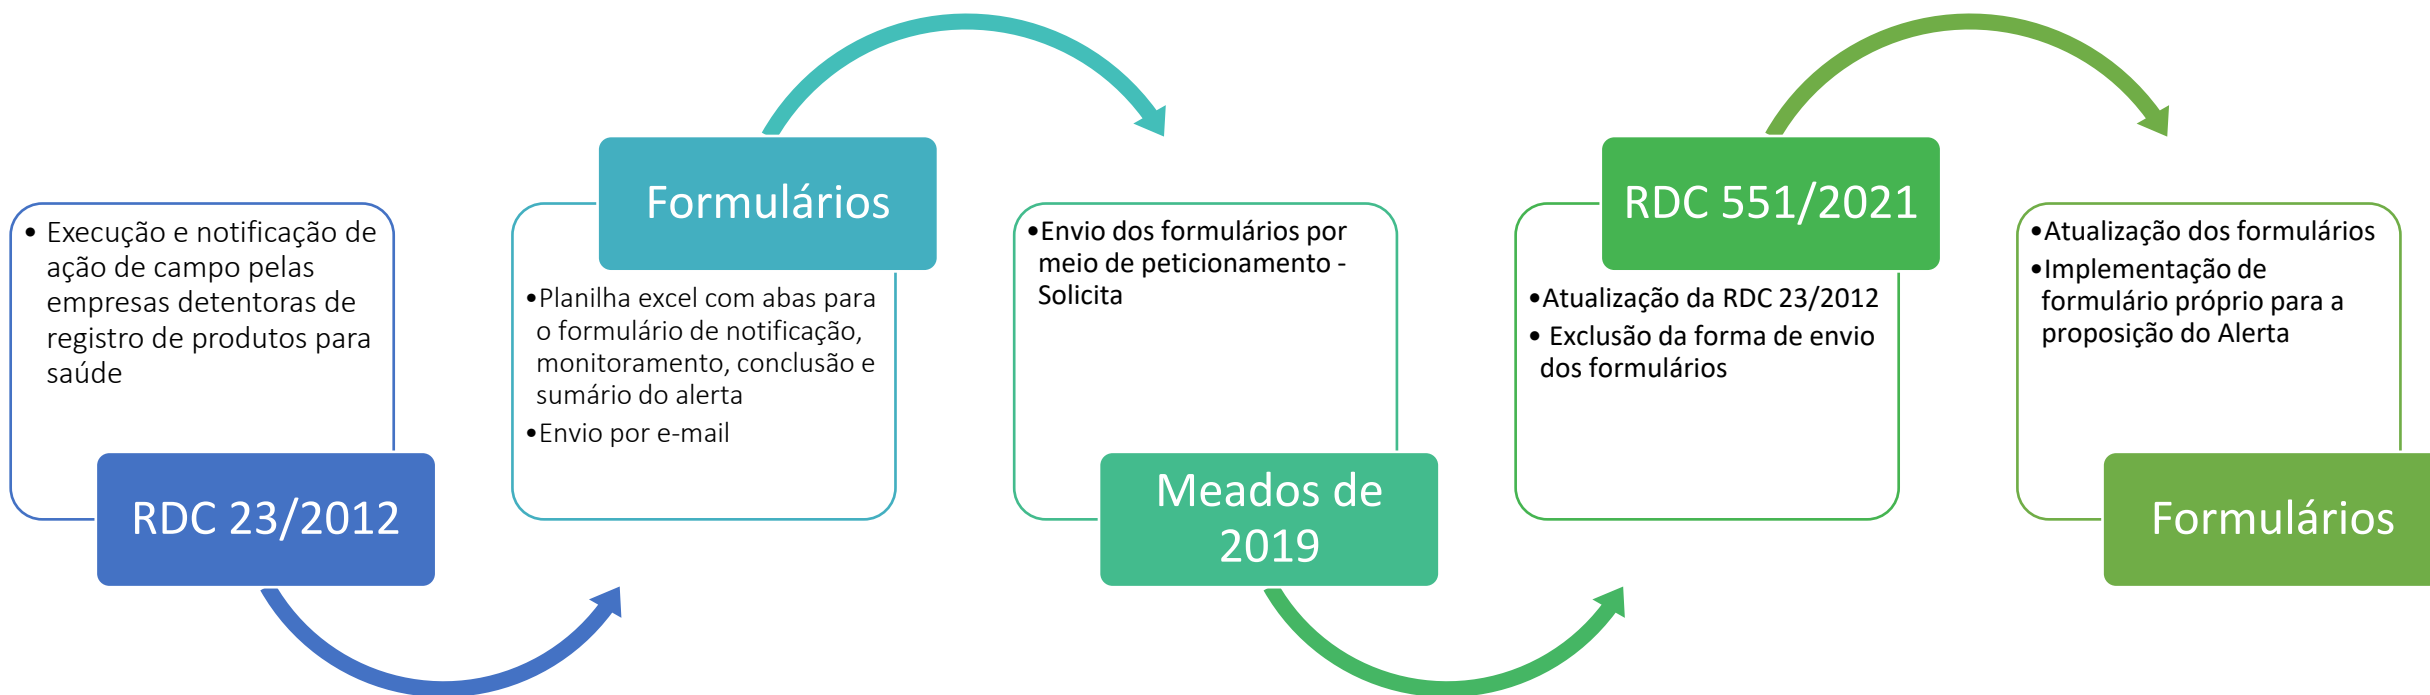 • Execução e notificação de
ação de campo pelas
empresas detentoras de
registro de produtos para
saúde
RDC 23/2012
Formulários
•Planilha excel com abas para
o formulário de notificação,
monitoramento, conclusão e
sumário do alerta
•Envio por e-mail
•Envio dos formulários por
meio de peticionamento -
Solicita
Meados de
2019
RDC 551/2021
•Atualização da RDC 23/2012
• Exclusão da forma de envio
dos formulários
•Atualização dos formulários
•Implementação de
formulário próprio para a
proposição do Alerta
Formulários